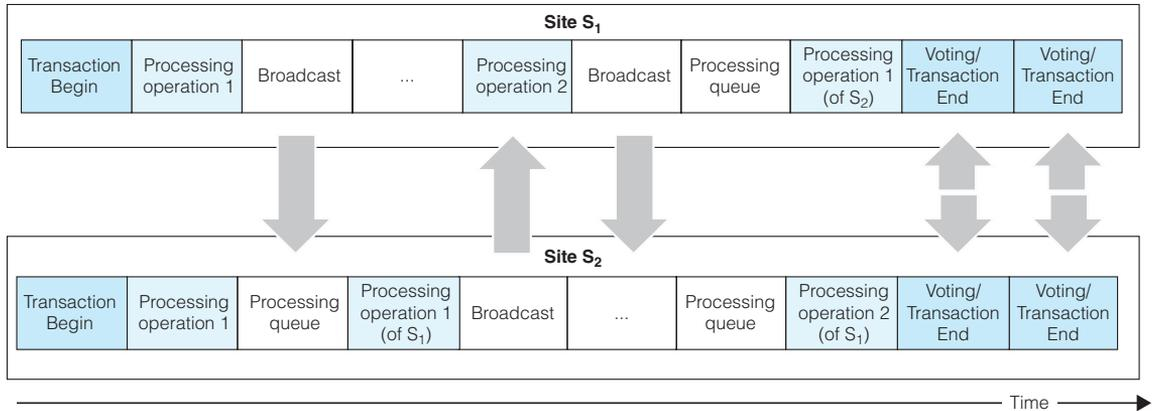 Site S₁
Transaction
Begin
Processing
operation 1
Broadcast
...
Processing
operation 2
Broadcast
Processing
queue
Processing
operation 1
(of S₂)
Voting/
Transaction
End
Voting/
Transaction
End
Site S₂
Transaction
Begin
Processing
operation 1
Processing
queue
Processing
operation 1
(of S₁)
Broadcast
...
Processing
queue
Processing
operation 2
(of S₁)
Voting/
Transaction
End
Voting/
Transaction
End
Time